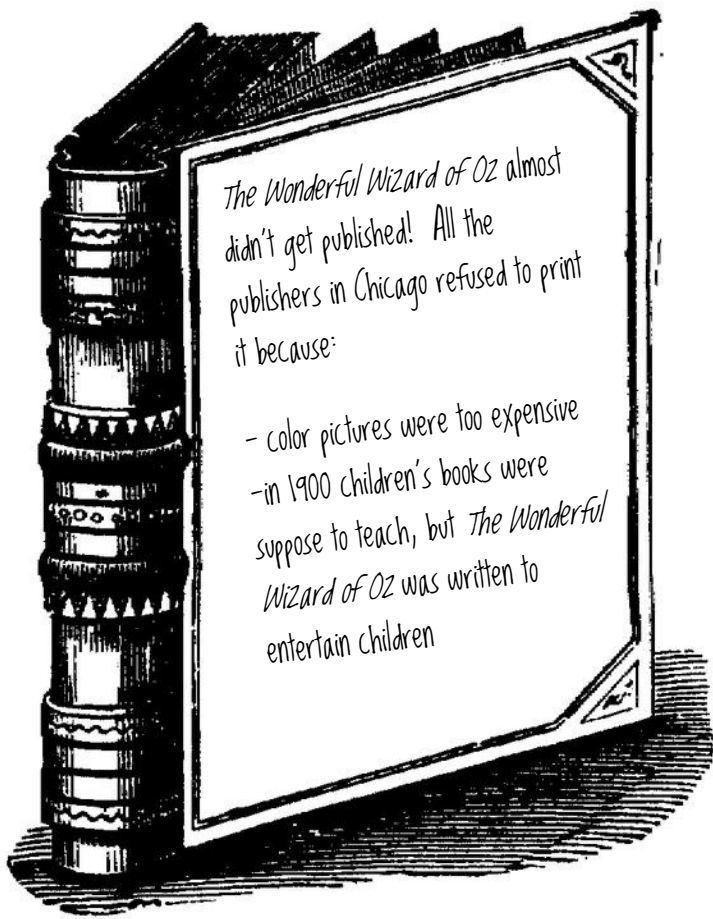 The Wonderful Wizard of Oz almost
didn't get published! All the
publishers in Chicago refused to print
it because:
- color pictures were too expensive
-in 1900 children's books were
suppose to teach, but The Wonderful
Wizard of Oz was written to
entertain children